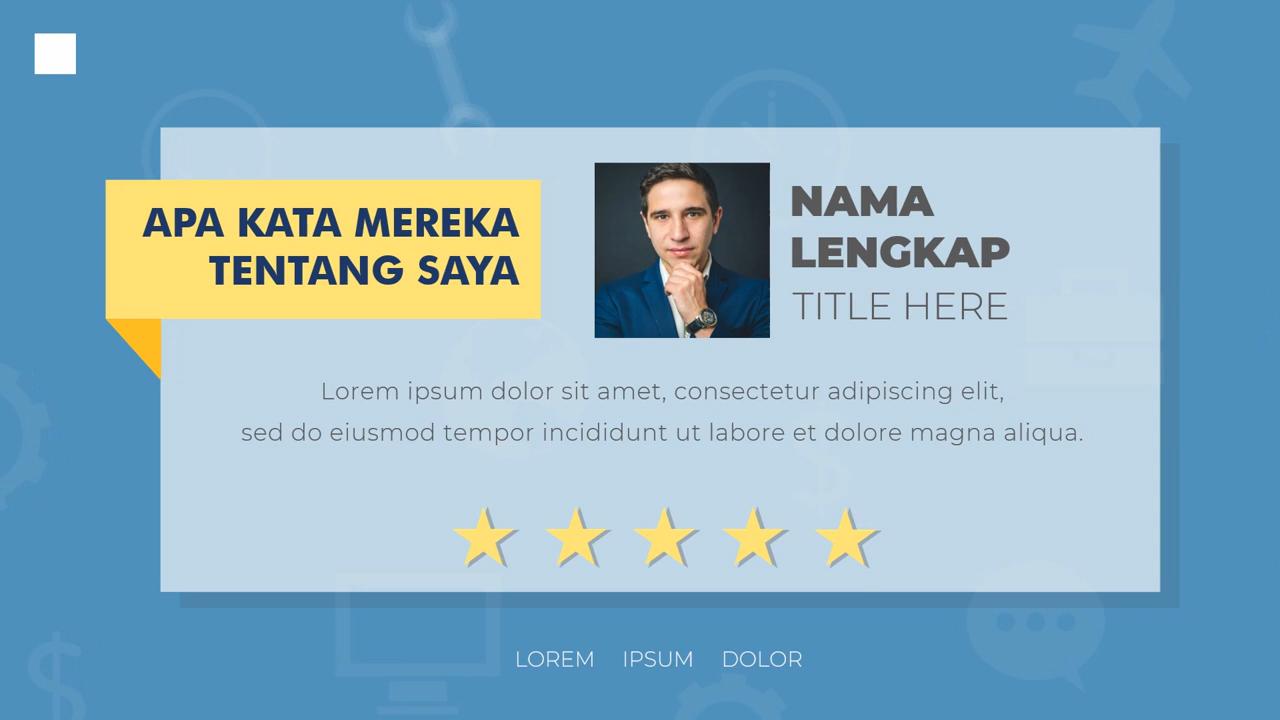 APA KATA MEREKA
TENTANG SAYA
NAMA
LENGKAP
TITLE HERE
Lorem ipsum dolor sit amet, consectetur adipiscing elit,
sed do eiusmod tempor incididunt ut labore et dolore magna aliqua.
LOREM IPSUM DOLOR